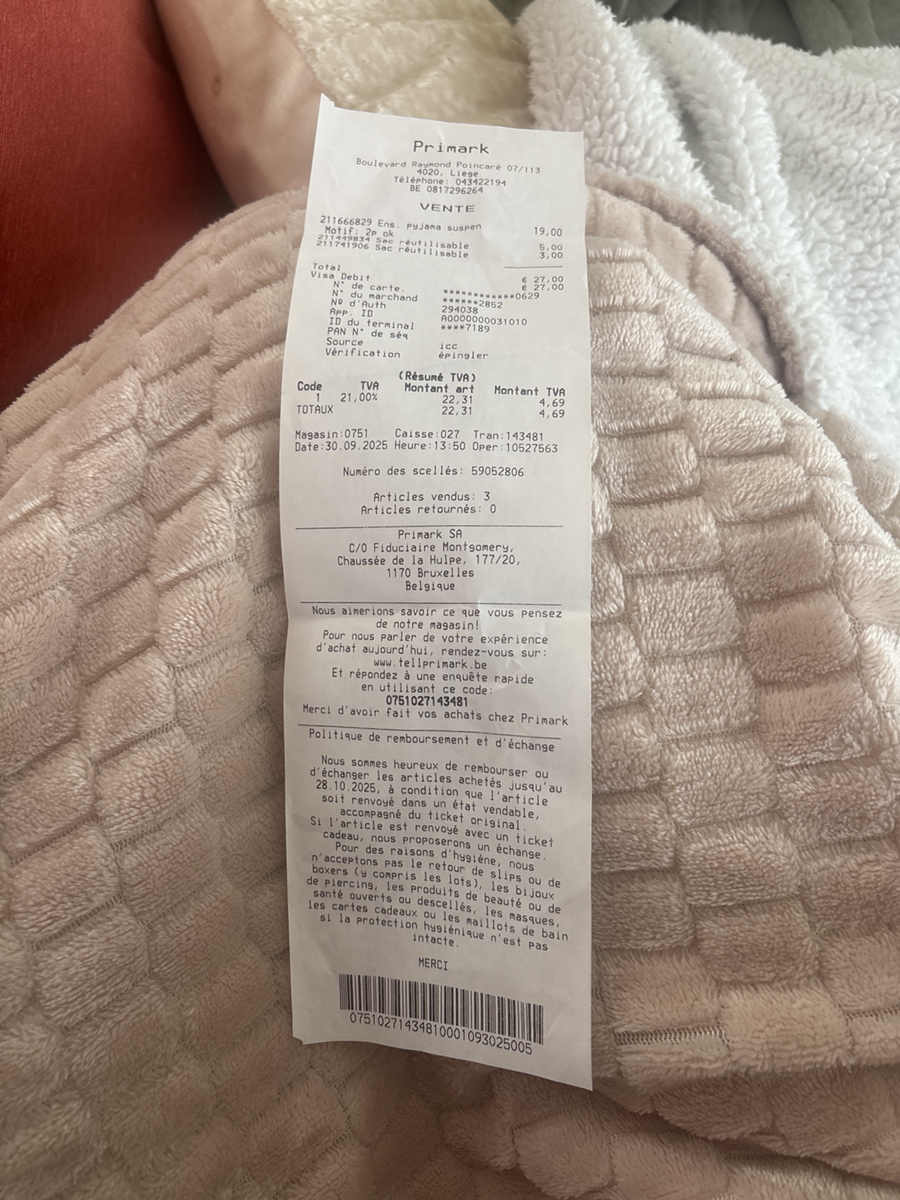 Primark
Boulevard Raymond Poincaré 07/113
4020, Liege
Téléphone: 043422194
BE 0817296264
VENTE
211666829 Ens. pyjama suspen 19,00
Motif: 2p ok
211449834 Sac réutilisable 5,00
211741906 Sac réutilisable 3,00
Total € 27,00
Visa Debit € 27,00
N° de carte. ************0629
N° du marchand ******2852
Nº d'Auth 294038
App. ID A0000000031010
ID du terminal ****7189
PAN N° de séq
Source icc
Vérification épingler
(Résumé TVA)
Code TVA Montant art Montant TVA
1 21,00% 22,31 4,69
TOTAUX 22,31 4,69
Magasin:0751 Caisse:027 Tran:143481
Date:30.09.2025 Heure:13:50 Oper:10527563
Numéro des scellés: 59052806
Articles vendus: 3
Articles retournés: 0
Primark SA
C/O Fiduciaire Montgomery,
Chaussée de la Hulpe, 177/20,
1170 Bruxelles
Belgique
Nous aimerions savoir ce que vous pensez
de notre magasin!
Pour nous parler de votre expérience
d'achat aujourd'hui, rendez-vous sur:
www.tellprimark.be
Et répondez à une enquête rapide
en utilisant ce code:
0751027143481
Merci d'avoir fait vos achats chez Primark
Politique de remboursement et d'échange
Nous sommes heureux de rembourser ou
d'échanger les articles achetés jusqu'au
28.10.2025, à condition que l'article
soit renvoyé dans un état vendable,
accompagné du ticket original.
Si l'article est renvoyé avec un ticket
cadeau, nous proposerons un échange.
Pour des raisons d'hygiène, nous
n'acceptons pas le retour de slips ou de
boxers (y compris les lots), les bijoux
de piercing, les produits de beauté ou de
santé ouverts ou descellés, les masques,
les cartes cadeaux ou les maillots de bain
si la protection hygiénique n'est pas
intacte.
MERCI
07510271434810001093025005